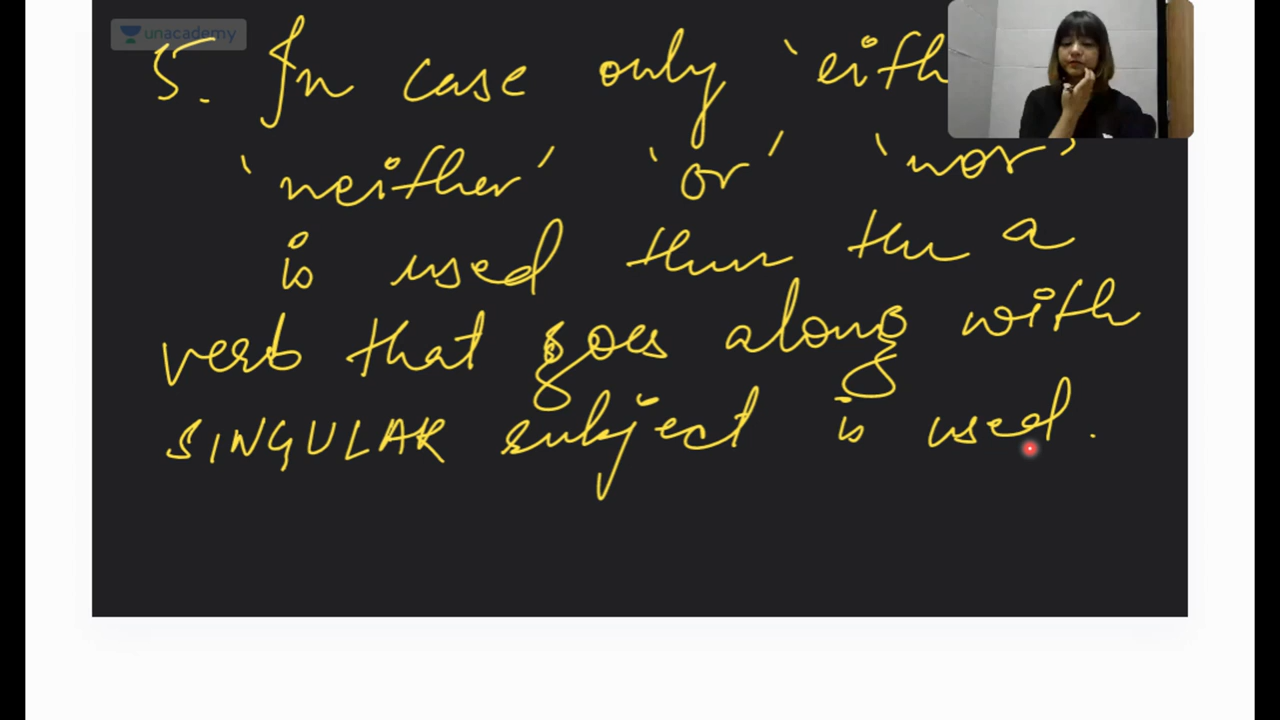 unacademy
5. In case only 'eith
'neither' 'or' 'nor'
is used then the a
verb that goes along with
SINGULAR subject is used.